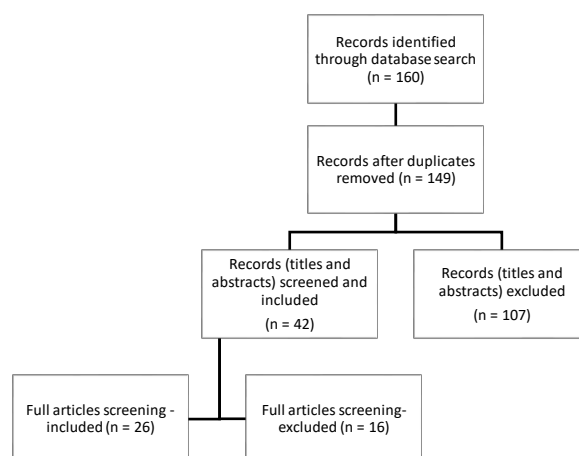 Records identified
through database search
(n = 160)
Records after duplicates
removed (n = 149)
Records (titles and
abstracts) screened and
included
(n = 42)
Records (titles and
abstracts) excluded
(n = 107)
Full articles screening -
included (n = 26)
Full articles screening-
excluded (n = 16)